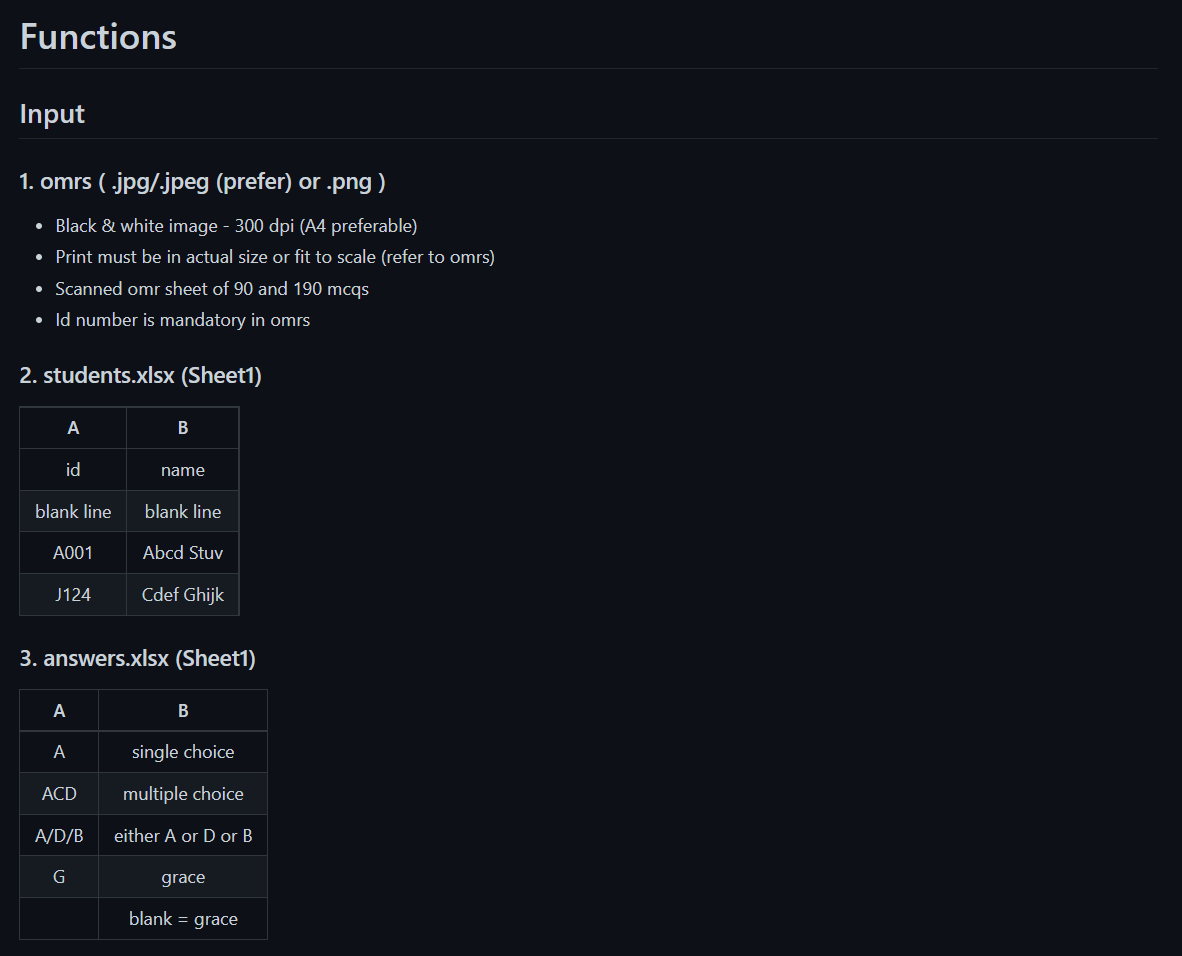 Functions
Input
1. omrs ( .jpg/.jpeg (prefer) or .png )
Black & white image - 300 dpi (A4 preferable)
Print must be in actual size or fit to scale (refer to omrs)
Scanned omr sheet of 90 and 190 mcqs
Id number is mandatory in omrs
2. students.xlsx (Sheet1)
A B
id name
blank line blank line
A001 Abcd Stuv
J124 Cdef Ghijk
3. answers.xlsx (Sheet1)
A B
A single choice
ACD multiple choice
A/D/B either A or D or B
G grace
blank = grace